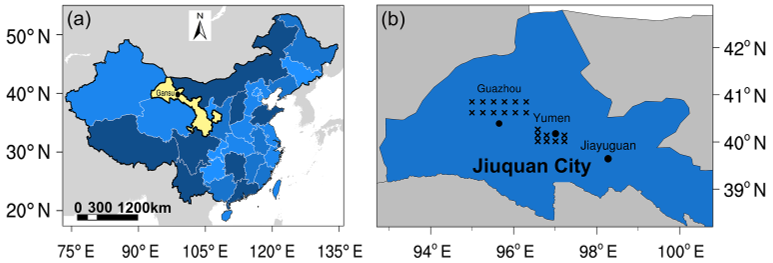 (a)
N
50° N
40° N
30° N
20° N
Gansu
0 300 1200km
75° E 90° E 105° E 120° E 135° E
(b)
42° N
41° N
40° N
39° N
Guazhou
Yumen
Jiayuguan
Jiuquan City
94° E 96° E 98° E 100° E